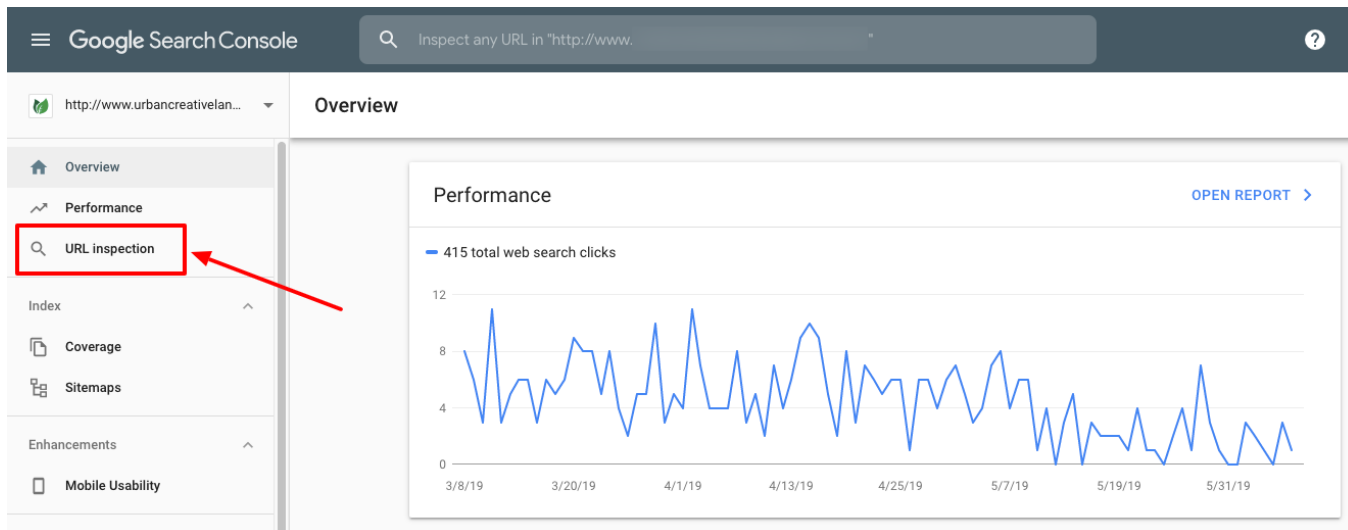 Google Search Console
Inspect any URL in "http://www. "
http://www.urbancreativelan...
Overview
Overview
Performance
URL inspection
Index
Coverage
Sitemaps
Enhancements
Mobile Usability
Performance
OPEN REPORT
415 total web search clicks
12
8
4
0
3/8/19 3/20/19 4/1/19 4/13/19 4/25/19 5/7/19 5/19/19 5/31/19